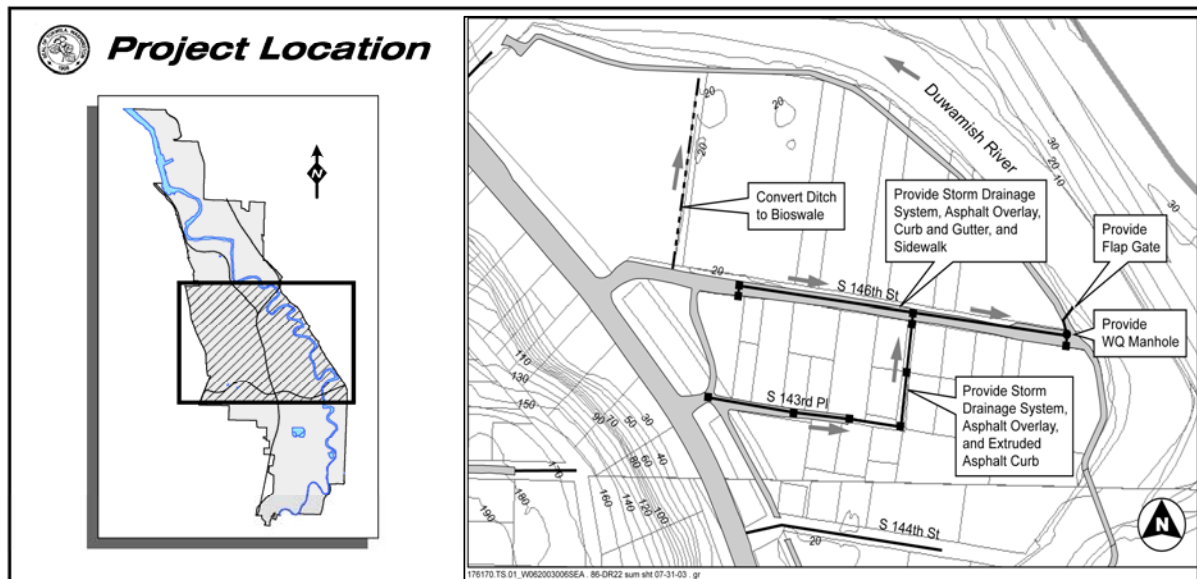 Project Location
N
Duwamish River
Convert Ditch
to Bioswale
Provide Storm Drainage
System, Asphalt Overlay,
Curb and Gutter, and
Sidewalk
Provide
Flap Gate
Provide
WQ Manhole
S 146th St
S 143rd Pl
Provide Storm
Drainage System,
Asphalt Overlay,
and Extruded
Asphalt Curb
S 144th St
20
20
20
20
20
30
20
10
30
110
130
150
90
70
50
30
80
60
40
170
180
190
160
140
120
100
N
176170.TS.01_W062003006SEA . 86-DR22 sum sht 07-31-03 . gr